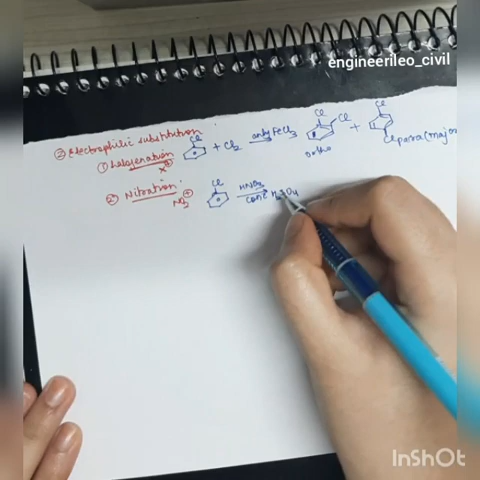 engineerileo_civil
③ Electrophilic substitution
① Halogenation Cl + Cl₂ anhy FeCl₃ Cl Cl + Cl
X⊕ ortho Cl para (major
② Nitration Cl HNO₃
NO₂⊕ conc H₂SO₄
INSHOT